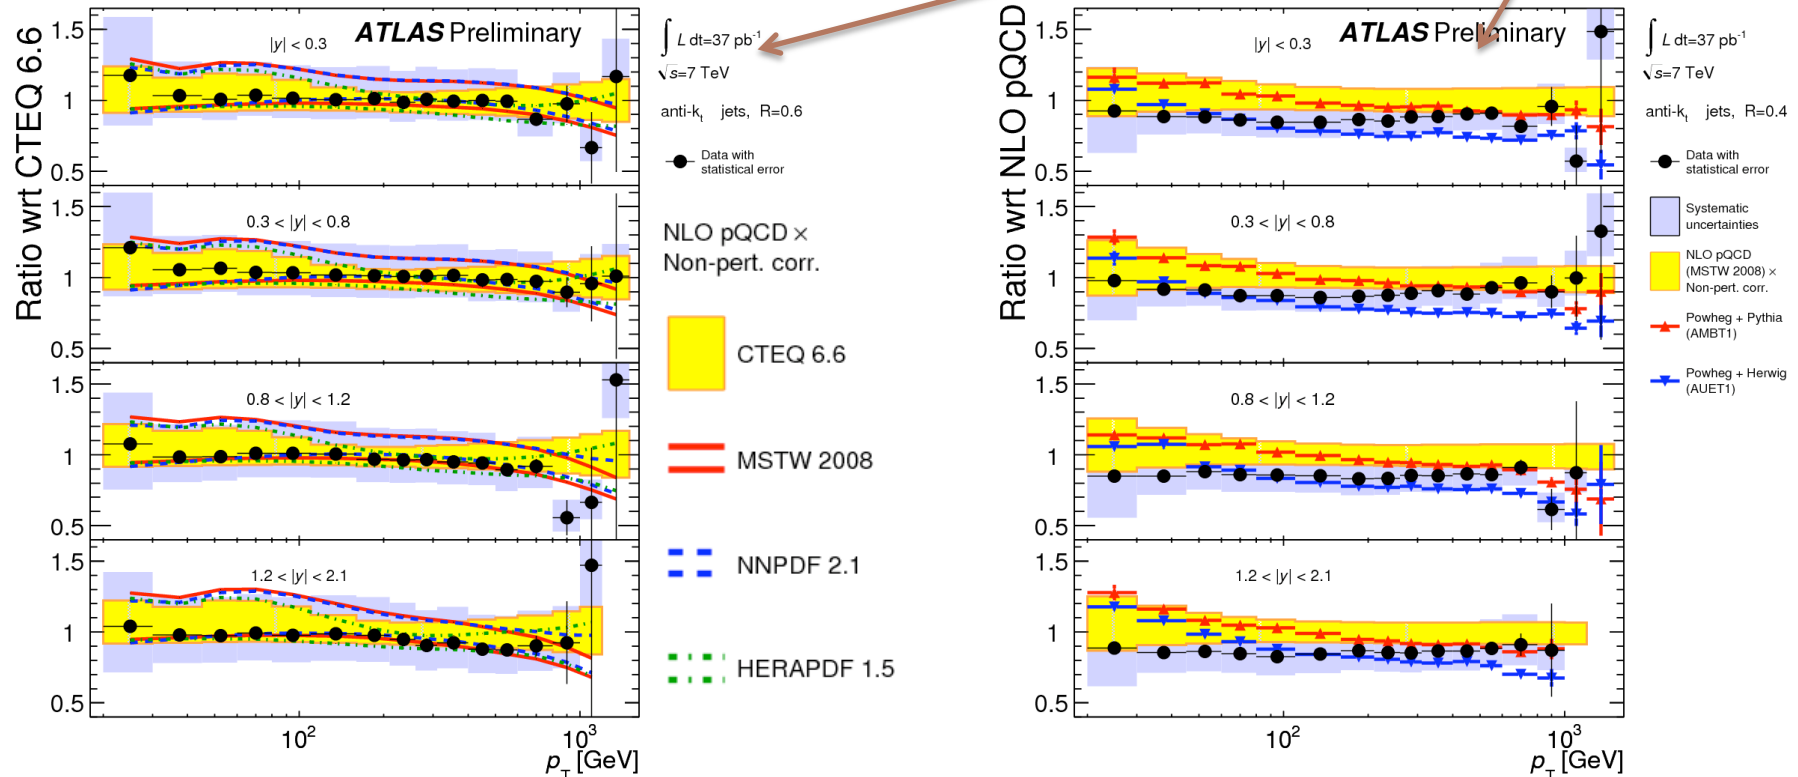 Ratio wrt CTEQ 6.6
ATLAS Preliminary
|y| < 0.3
1.5
1
0.5
0.3 < |y| < 0.8
1.5
1
0.5
0.8 < |y| < 1.2
1.5
1
0.5
1.2 < |y| < 2.1
1.5
1
0.5
10²
10³
p_T [GeV]
∫ L dt=37 pb⁻¹
√s=7 TeV
anti-k_t jets, R=0.6
Data with
statistical error
NLO pQCD ×
Non-pert. corr.
CTEQ 6.6
MSTW 2008
NNPDF 2.1
HERAPDF 1.5
Ratio wrt NLO pQCD
ATLAS Preliminary
|y| < 0.3
1.5
1
0.5
0.3 < |y| < 0.8
1.5
1
0.5
0.8 < |y| < 1.2
1.5
1
0.5
1.2 < |y| < 2.1
1.5
1
0.5
10²
10³
p_T [GeV]
∫ L dt=37 pb⁻¹
√s=7 TeV
anti-k_t jets, R=0.4
Data with
statistical error
Systematic
uncertainties
NLO pQCD
(MSTW 2008) ×
Non-pert. corr.
Powheg + Pythia
(AMBT1)
Powheg + Herwig
(AUET1)